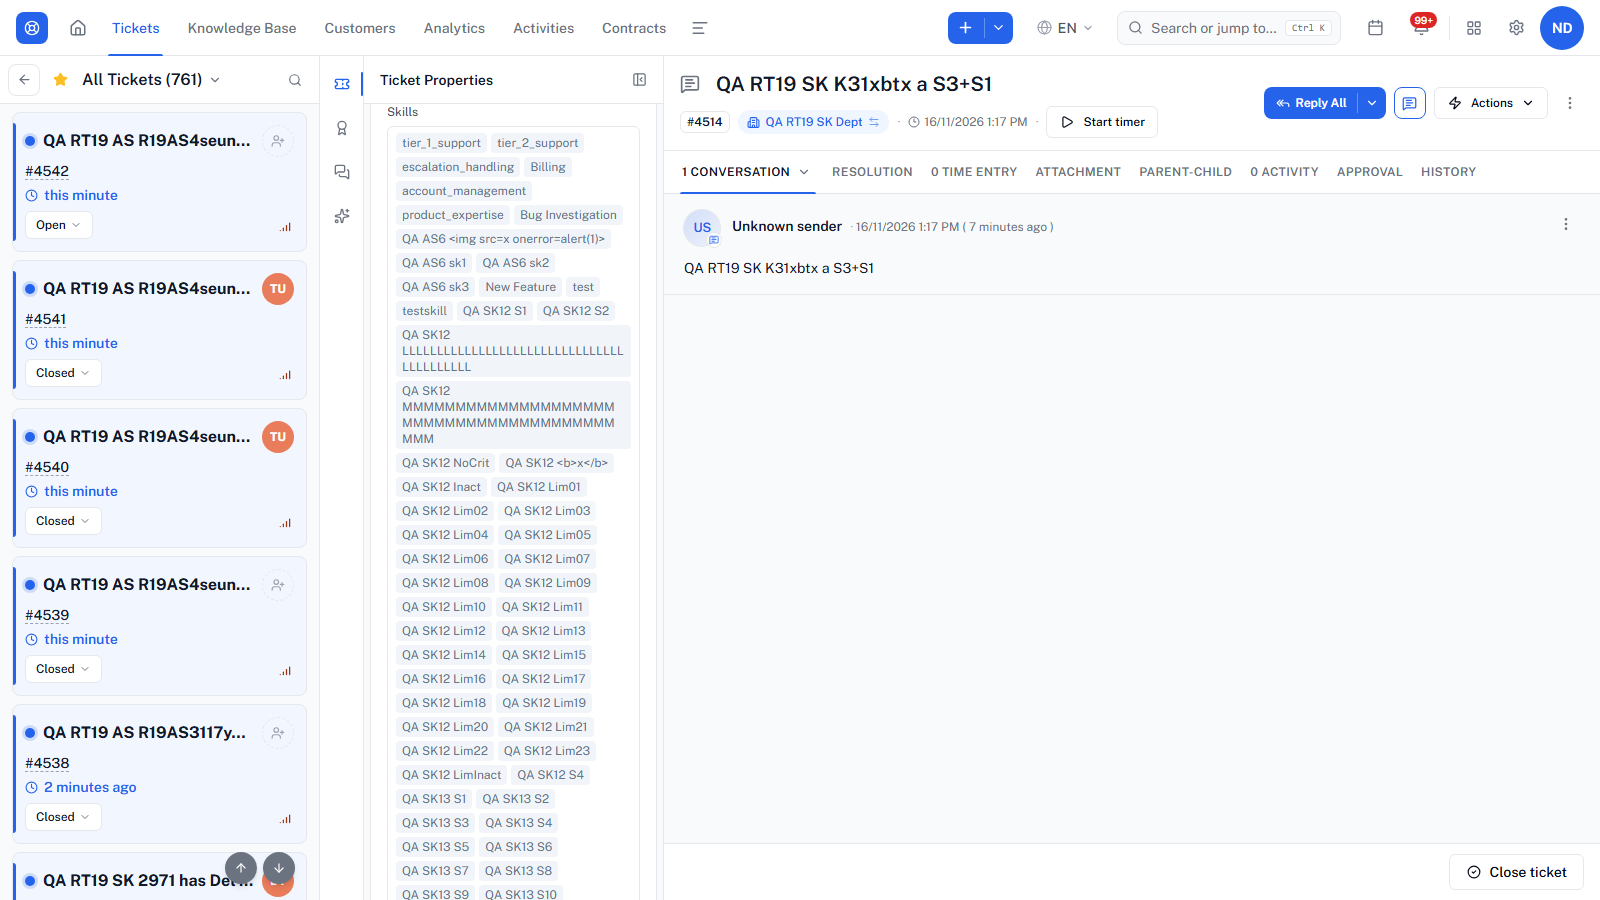 Tickets
Knowledge Base
Customers
Analytics
Activities
Contracts
EN
Search or jump to...
Ctrl K
99+
ND
All Tickets (761)
QA RT19 AS R19AS4seun...
#4542
this minute
Open
QA RT19 AS R19AS4seun...
TU
#4541
this minute
Closed
QA RT19 AS R19AS4seun...
TU
#4540
this minute
Closed
QA RT19 AS R19AS4seun...
#4539
this minute
Closed
QA RT19 AS R19AS3117y...
#4538
2 minutes ago
Closed
QA RT19 SK 2971 has
Ticket Properties
Skills
tier_1_support tier_2_support
escalation_handling Billing
account_management
product_expertise Bug Investigation
QA AS6 <img src=x onerror=alert(1)>
QA AS6 sk1 QA AS6 sk2
QA AS6 sk3 New Feature test
testskill QA SK12 S1 QA SK12 S2
QA SK12
LLLLLLLLLLLLLLLLLLLLLLLLLLLLLLLL
LLLLLLLLLL
QA SK12
MMMMMMMMMMMMMMMMMMMM
MMMMMMMMMMMMMMMMMMMM
MMM
QA SK12 NoCrit QA SK12 <b>x</b>
QA SK12 Inact QA SK12 Lim01
QA SK12 Lim02 QA SK12 Lim03
QA SK12 Lim04 QA SK12 Lim05
QA SK12 Lim06 QA SK12 Lim07
QA SK12 Lim08 QA SK12 Lim09
QA SK12 Lim10 QA SK12 Lim11
QA SK12 Lim12 QA SK12 Lim13
QA SK12 Lim14 QA SK12 Lim15
QA SK12 Lim16 QA SK12 Lim17
QA SK12 Lim18 QA SK12 Lim19
QA SK12 Lim20 QA SK12 Lim21
QA SK12 Lim22 QA SK12 Lim23
QA SK12 LimInact QA SK12 S4
QA SK13 S1 QA SK13 S2
QA SK13 S3 QA SK13 S4
QA SK13 S5 QA SK13 S6
QA SK13 S7 QA SK13 S8
QA SK13 S9 QA SK13 S10
QA RT19 SK K31xbtx a S3+S1
#4514
QA RT19 SK Dept
· 16/11/2026 1:17 PM ·
Start timer
Reply All
Actions
1 CONVERSATION
RESOLUTION
0 TIME ENTRY
ATTACHMENT
PARENT-CHILD
0 ACTIVITY
APPROVAL
HISTORY
US
Unknown sender · 16/11/2026 1:17 PM ( 7 minutes ago )
QA RT19 SK K31xbtx a S3+S1
Close ticket